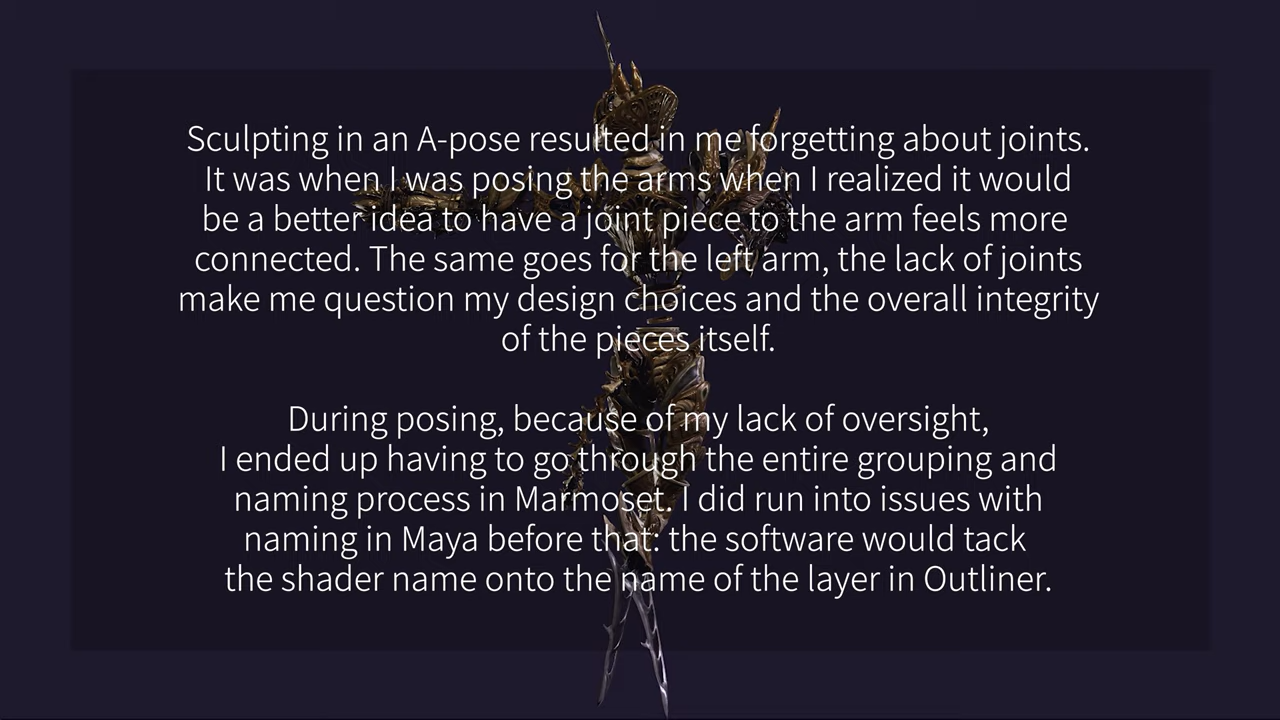 Sculpting in an A-pose resulted in me forgetting about joints.
It was when I was posing the arms when I realized it would
be a better idea to have a joint piece to the arm feels more
connected. The same goes for the left arm, the lack of joints
make me question my design choices and the overall integrity
of the pieces itself.
During posing, because of my lack of oversight,
I ended up having to go through the entire grouping and
naming process in Marmoset. I did run into issues with
naming in Maya before that: the software would tack
the shader name onto the name of the layer in Outliner.